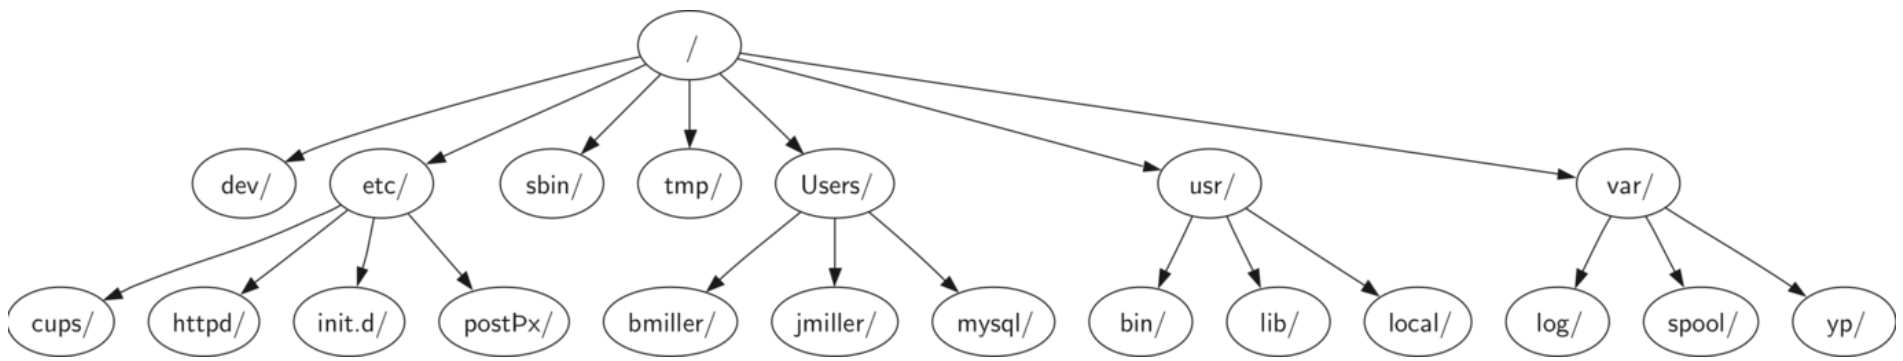 /
dev/ etc/ sbin/ tmp/ Users/ usr/ var/
cups/ httpd/ init.d/ postÞx/ bmiller/ jmiller/ mysql/ bin/ lib/ local/ log/ spool/ yp/